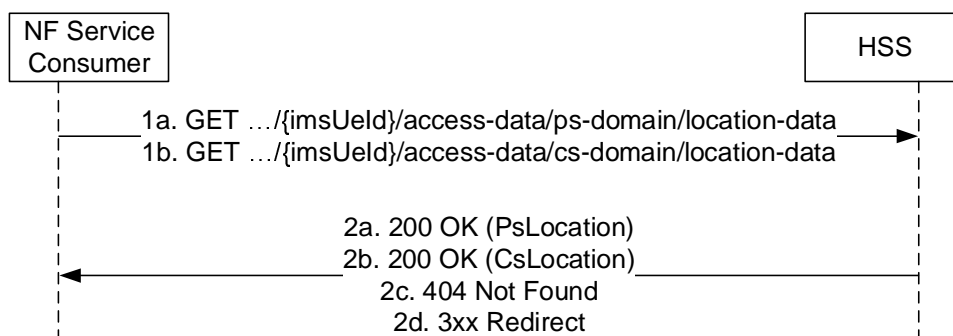 NF Service
Consumer
HSS
1a. GET …/{imsUeId}/access-data/ps-domain/location-data
1b. GET …/{imsUeId}/access-data/cs-domain/location-data
2a. 200 OK (PsLocation)
2b. 200 OK (CsLocation)
2c. 404 Not Found
2d. 3xx Redirect